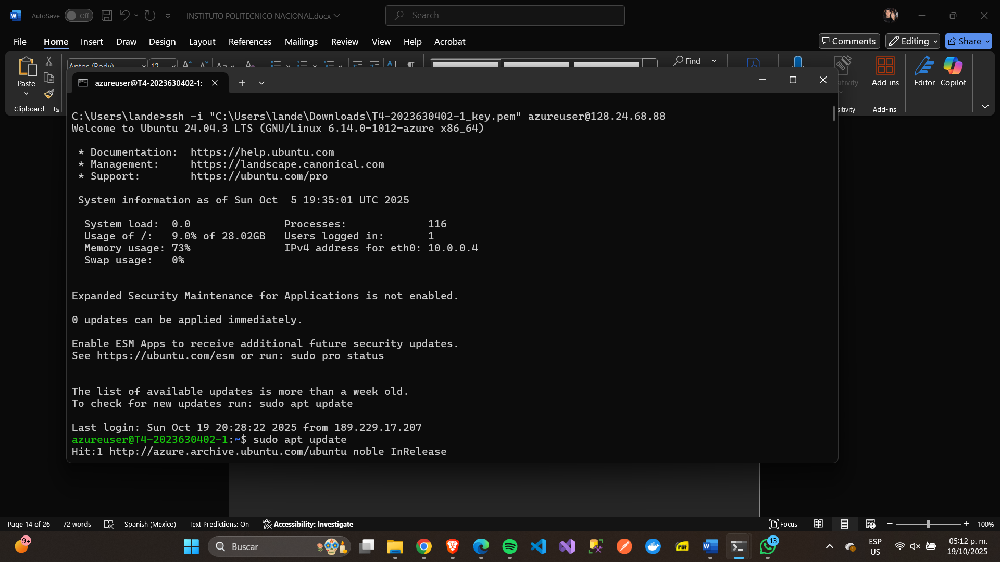 AutoSave Off INSTITUTO POLITECNICO NACIONAL.docx Search
File Home Insert Draw Design Layout References Mailings Review View Help Acrobat Comments Editing Share
Aptos (Body) 12 Aa Find
Paste Add-ins Editor Copilot
Clipboard Add-ins
azureuser@T4-2023630402-1:
C:\Users\lande>ssh -i "C:\Users\lande\Downloads\T4-2023630402-1_key.pem" azureuser@128.24.68.88
Welcome to Ubuntu 24.04.3 LTS (GNU/Linux 6.14.0-1012-azure x86_64)
* Documentation: https://help.ubuntu.com
* Management: https://landscape.canonical.com
* Support: https://ubuntu.com/pro
System information as of Sun Oct  5 19:35:01 UTC 2025
System load: 0.0 Processes: 116
Usage of /: 9.0% of 28.02GB Users logged in: 1
Memory usage: 73% IPv4 address for eth0: 10.0.0.4
Swap usage: 0%
Expanded Security Maintenance for Applications is not enabled.
0 updates can be applied immediately.
Enable ESM Apps to receive additional future security updates.
See https://ubuntu.com/esm or run: sudo pro status
The list of available updates is more than a week old.
To check for new updates run: sudo apt update
Last login: Sun Oct 19 20:28:22 2025 from 189.229.17.207
azureuser@T4-2023630402-1:~$ sudo apt update
Hit:1 http://azure.archive.ubuntu.com/ubuntu noble InRelease
Page 14 of 26 72 words Spanish (Mexico) Text Predictions: On Accessibility: Investigate Focus 100%
9+ Buscar PDF 13 ESP US 05:12 p. m. 19/10/2025